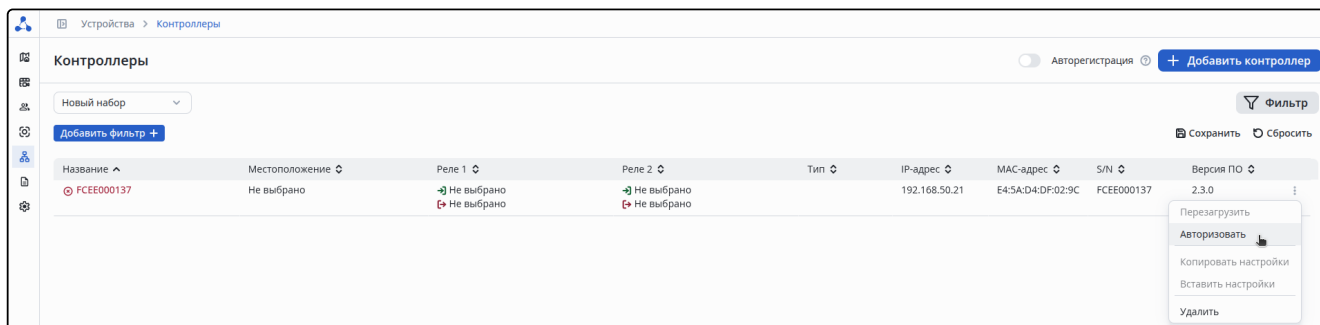 Устройства > Контроллеры
Контроллеры
Авторегистрация ? + Добавить контроллер
Новый набор
Фильтр
Добавить фильтр +
Сохранить Сбросить
Название Местоположение Реле 1 Реле 2 Тип IP-адрес MAC-адрес S/N Версия ПО
FCEE000137 Не выбрано Не выбрано Не выбрано 192.168.50.21 E4:5A:D4:DF:02:9C FCEE000137 2.3.0
Не выбрано Не выбрано
Перезагрузить
Авторизовать
Копировать настройки
Вставить настройки
Удалить